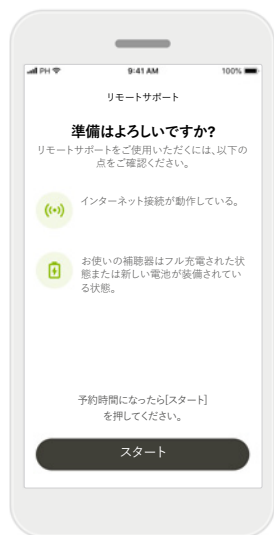 PH 9:41 AM 100%
リモートサポート
準備はよろしいですか?
リモートサポートをご使用いただくには、以下の
点をご確認ください。
インターネット接続が動作している。
お使いの補聴器はフル充電された状
態または新しい電池が装備されてい
る状態。
予約時間になったら[スタート]
を押してください。
スタート